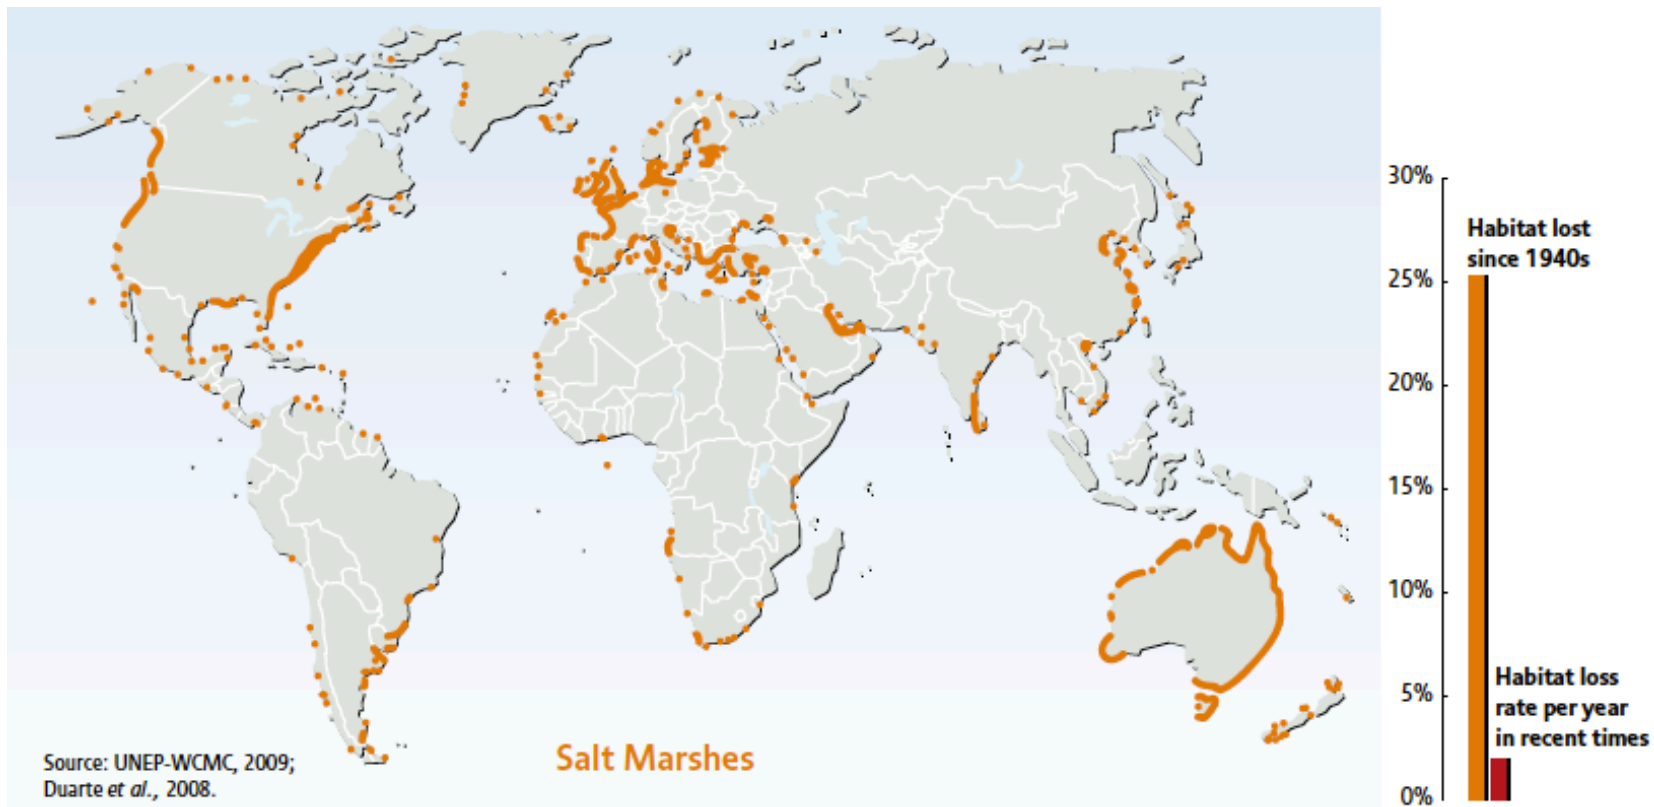 30%
Habitat lost
since 1940s
25%
20%
15%
10%
5%
Habitat loss
rate per year
in recent times
0%
Salt Marshes
Source: UNEP-WCMC, 2009;
Duarte et al., 2008.